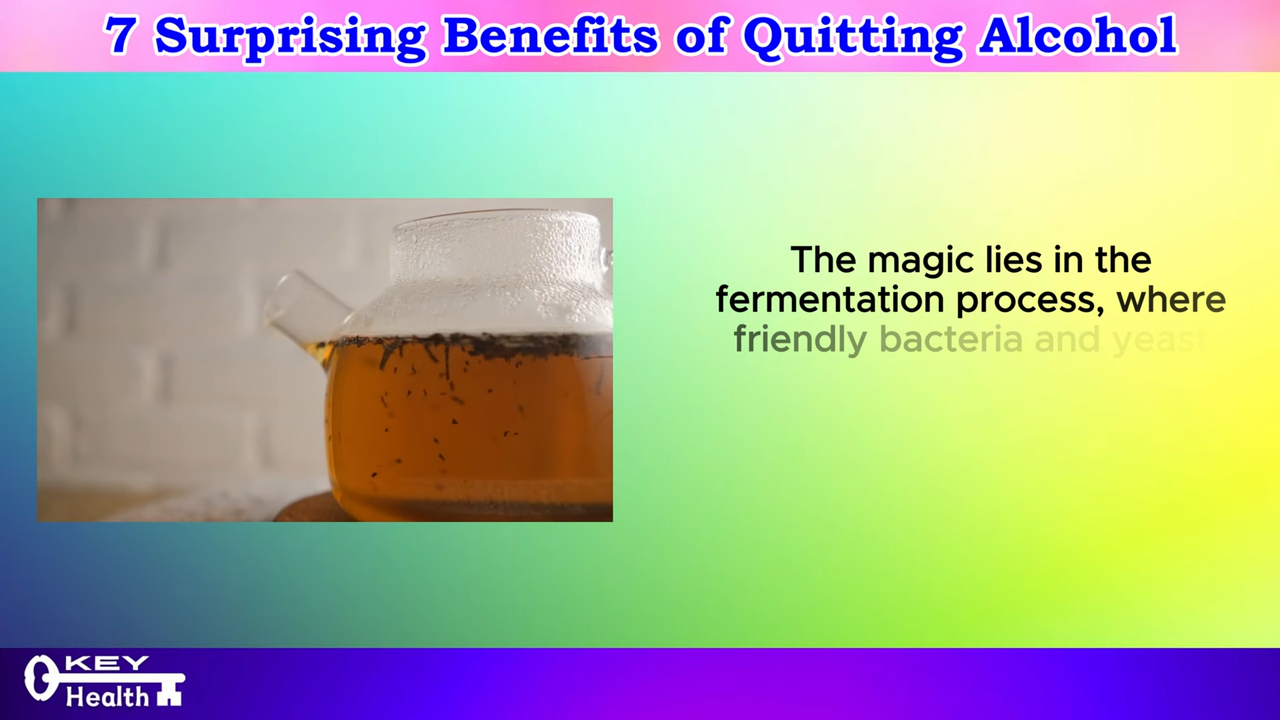 7 Surprising Benefits of Quitting Alcohol
The magic lies in the
fermentation process, where
friendly bacteria and yeast
KEY
Health